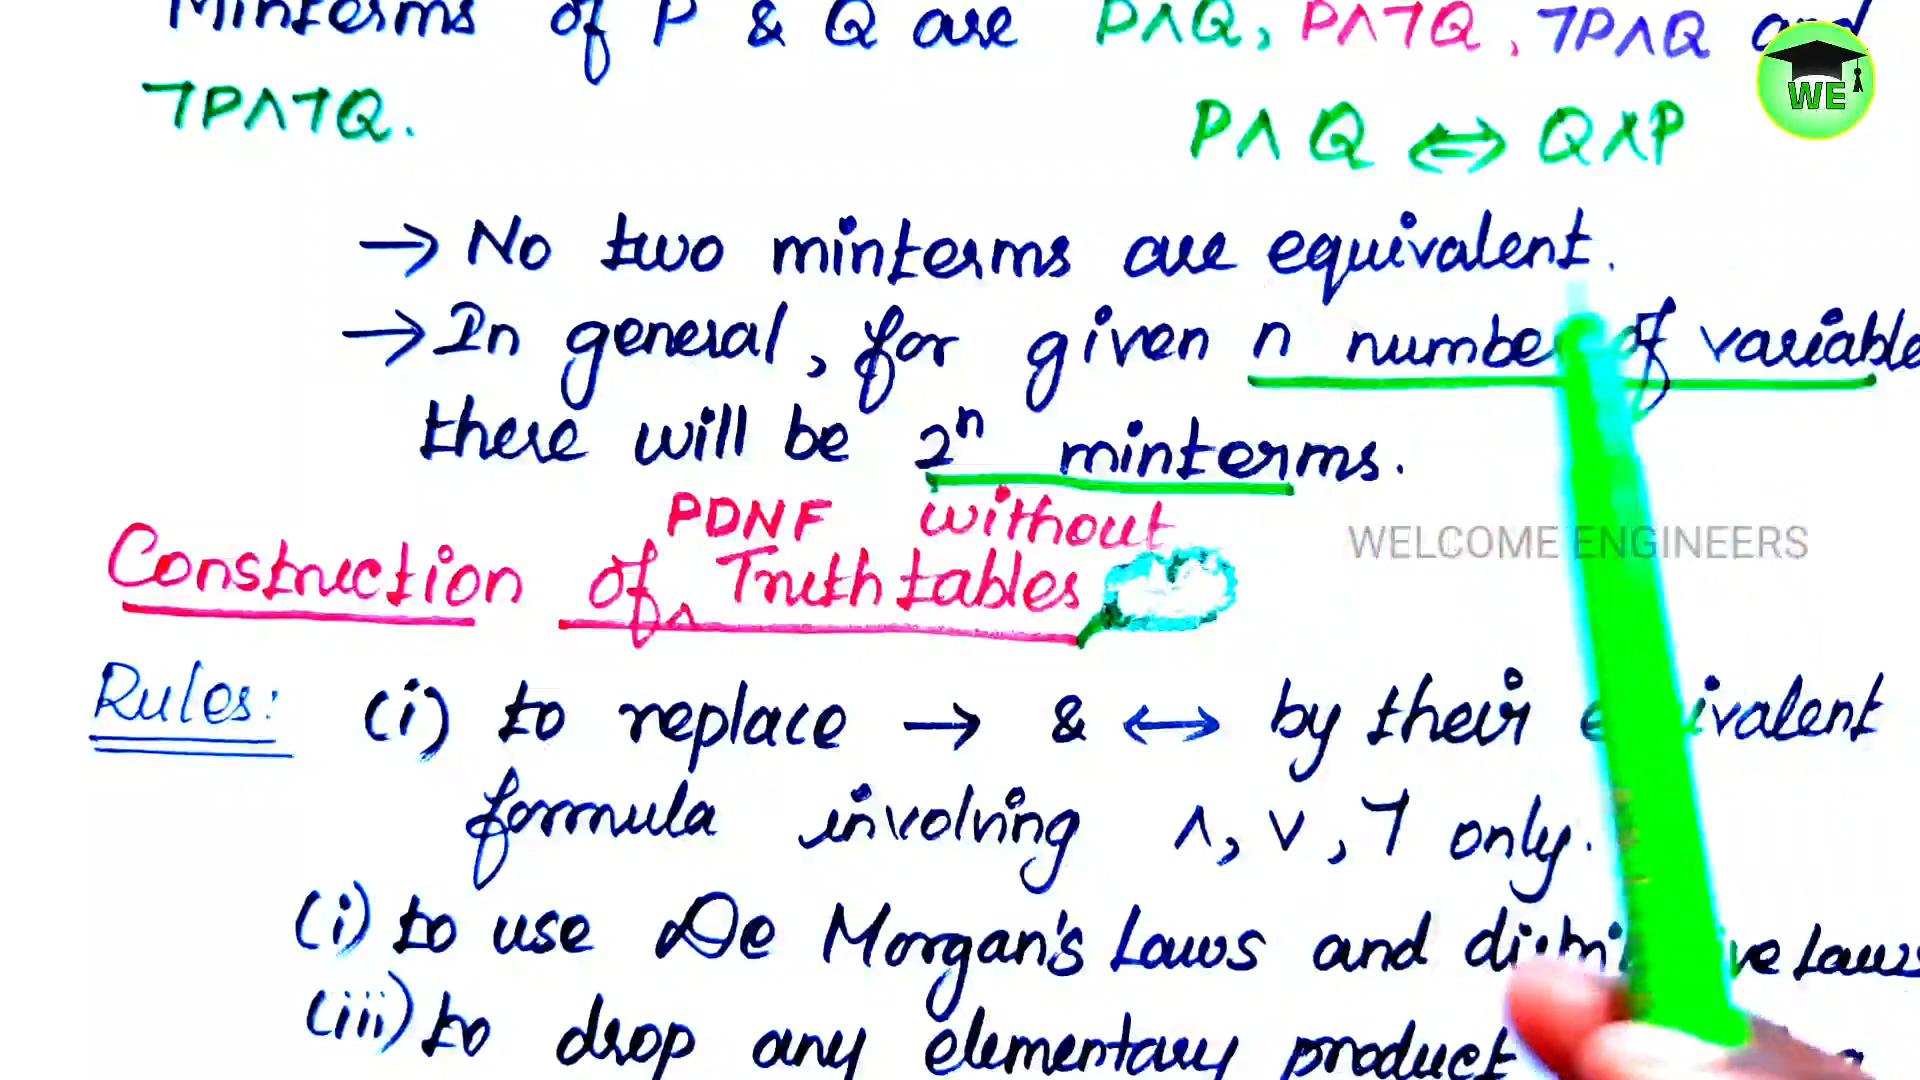 Minterms of P & Q are P∧Q, P∧¬Q, ¬P∧Q and
¬P∧¬Q.
WE
P∧Q ⇔ Q∧P
→ No two minterms are equivalent.
→ In general, for given n number of variable
there will be 2ⁿ minterms.
PDNF without
Construction of ^ Truth tables
WELCOME ENGINEERS
Rules: (i) to replace → & ↔ by their equivalent
formula involving ∧, ∨, ¬ only.
(i) to use De Morgan's Laws and distributive Laws
(iii) to drop any elementary product